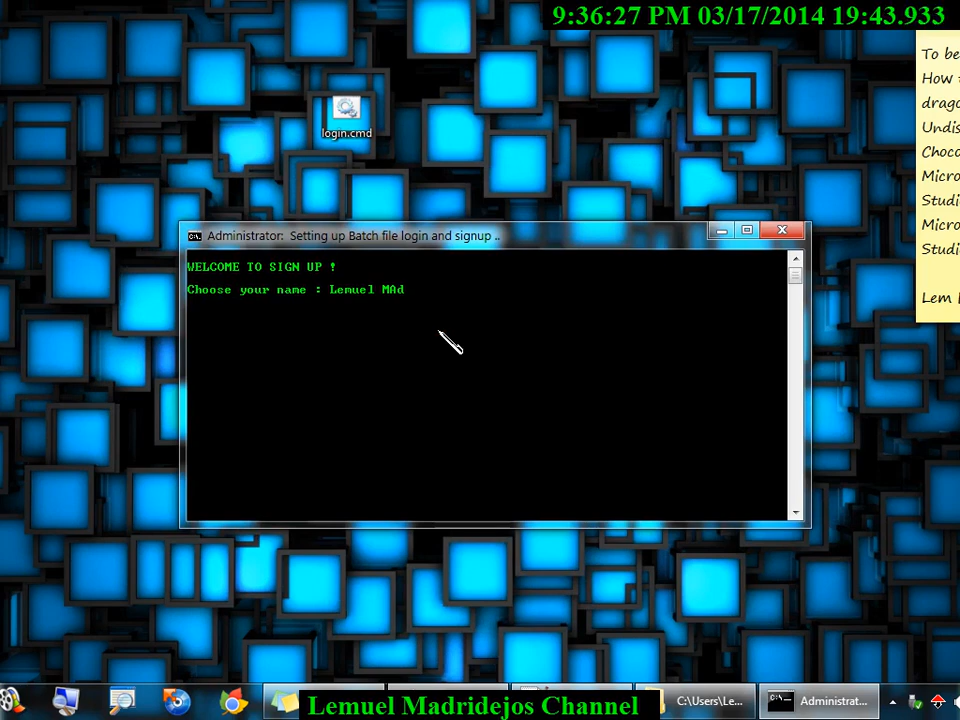 9:36:27 PM 03/17/2014 19:43.933
To be
How
drago
Undis
Choco
Micro
Studi
Micro
Studi
Lem
login.cmd
Administrator: Setting up Batch file login and signup ..
WELCOME TO SIGN UP !
Choose your name : Lemuel MAd
Lemuel Madridejos Channel
C:\Users\Le...
Administrat...